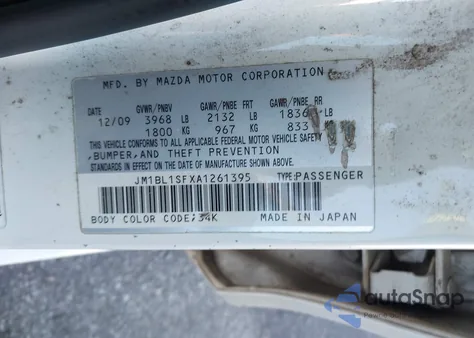 MFD. BY MAZDA MOTOR CORPORATION
GVWR/PNBV GAWR/PNBE FRT GAWR/PNBE RR
12/09 3968 LB 2132 LB 1836 LB
1800 KG 967 KG 833
THIS VEHICLE CONFORMS TO ALL APPLICABLE FEDERAL MOTOR VEHICLE SAFETY,
BUMPER, AND THEFT PREVENTION
STANDARDS IN EFFECT ON THE DATE OF MANUFACTURE SHOWN ABOVE.
JM1BL1SFXA1261395 TYPE:PASSENGER
BODY COLOR CODE:34K MADE IN JAPAN
autoSnap